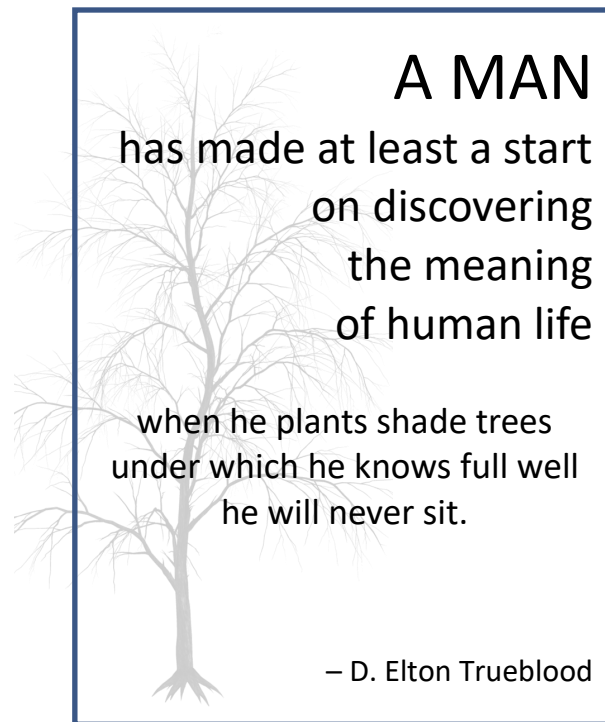 A MAN
has made at least a start
on discovering
the meaning
of human life
when he plants shade trees
under which he knows full well
he will never sit.
– D. Elton Trueblood